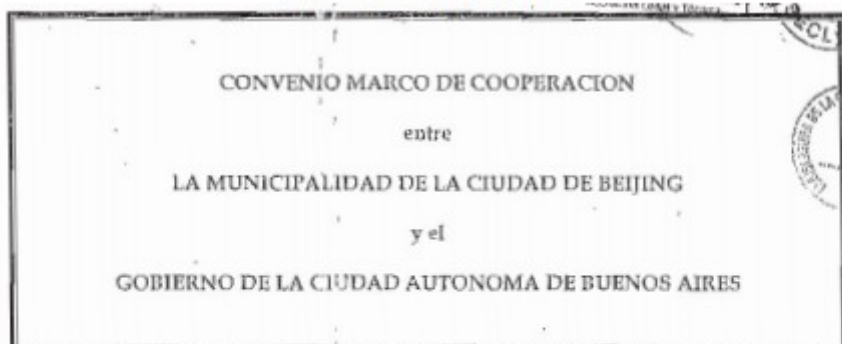 CONVENIO MARCO DE COOPERACION
entre
LA MUNICIPALIDAD DE LA CIUDAD DE BEIJING
y el
GOBIERNO DE LA CIUDAD AUTONOMA DE BUENOS AIRES